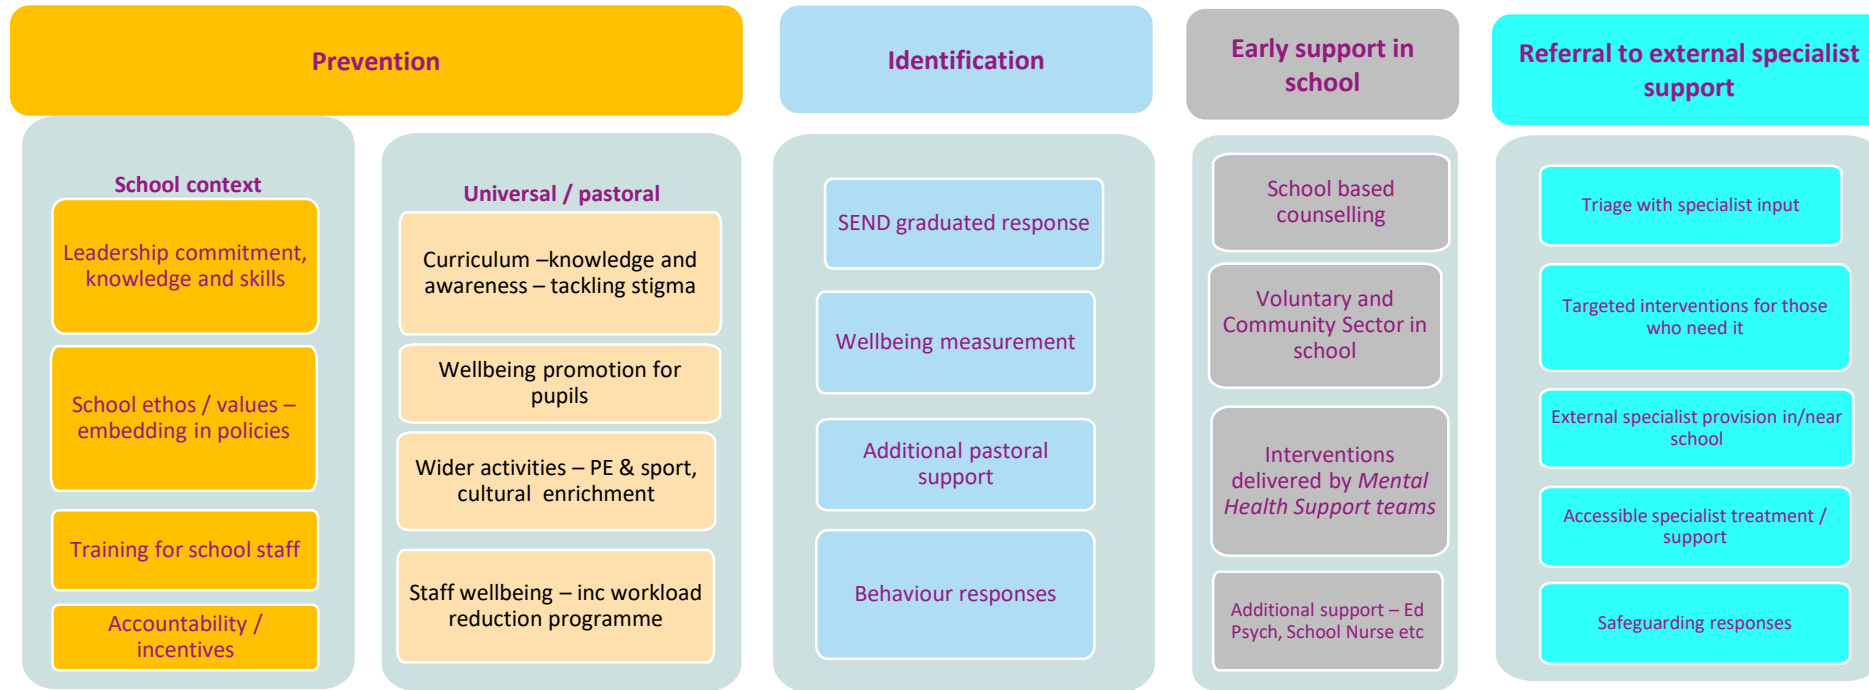 Prevention
School context
Leadership commitment,
knowledge and skills
School ethos / values –
embedding in policies
Training for school staff
Accountability /
incentives
Universal / pastoral
Curriculum –knowledge and
awareness – tackling stigma
Wellbeing promotion for
pupils
Wider activities – PE & sport,
cultural enrichment
Staff wellbeing – inc workload
reduction programme
Identification
SEND graduated response
Wellbeing measurement
Additional pastoral
support
Behaviour responses
Early support in
school
School based
counselling
Voluntary and
Community Sector in
school
Interventions
delivered by Mental
Health Support teams
Additional support – Ed
Psych, School Nurse etc
Referral to external specialist
support
Triage with specialist input
Targeted interventions for those
who need it
External specialist provision in/near
school
Accessible specialist treatment /
support
Safeguarding responses